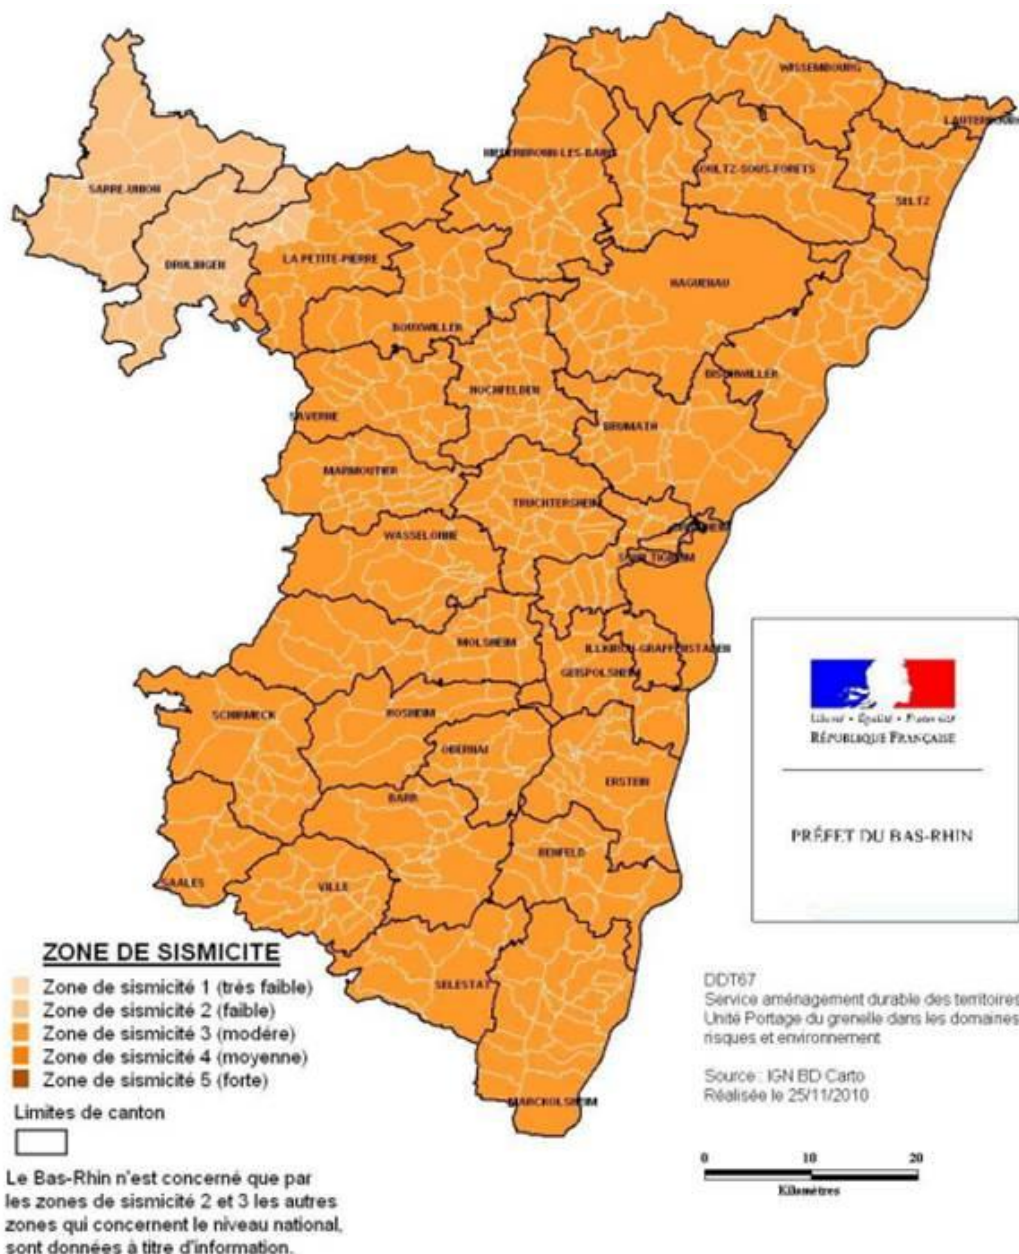 WISSEMBOURG
LAUTERBOURG
NIEDERBRONN-LES-BAINS
SOULTZ-SOUS-FORETS
SARRE-UNION
SELTZ
DRULINGEN
LA PETITE-PIERRE
HAGUENAU
BOUXWILLER
BISCHWILLER
HOCHFELDEN
SAVERNE
BRUMATH
MARMOUTIER
TRUCHTERSHEIM
WASSELONNE
MOLSHEIM
ILLKIRCH-GRAFFENSTADEN
GEISPOLSHEIM
SCHIRMECK
ROSHEIM
OBERNAI
ERSTEIN
BARR
BENFELD
SAALES
VILLE
SELESTAT
MARCKOLSHEIM
Liberté • Égalité • Fraternité
RÉPUBLIQUE FRANÇAISE
PRÉFET DU BAS-RHIN
ZONE DE SISMICITE
Zone de sismicité 1 (très faible)
Zone de sismicité 2 (faible)
Zone de sismicité 3 (modére)
Zone de sismicité 4 (moyenne)
Zone de sismicité 5 (forte)
Limites de canton
Le Bas-Rhin n'est concerné que par
les zones de sismicité 2 et 3 les autres
zones qui concernent le niveau national,
sont données à titre d'information.
DDT67
Service aménagement durable des territoires
Unité Portage du grenelle dans les domaines
risques et environnement
Source : IGN BD Carto
Réalisée le 25/11/2010
0 10 20
Kilomètres